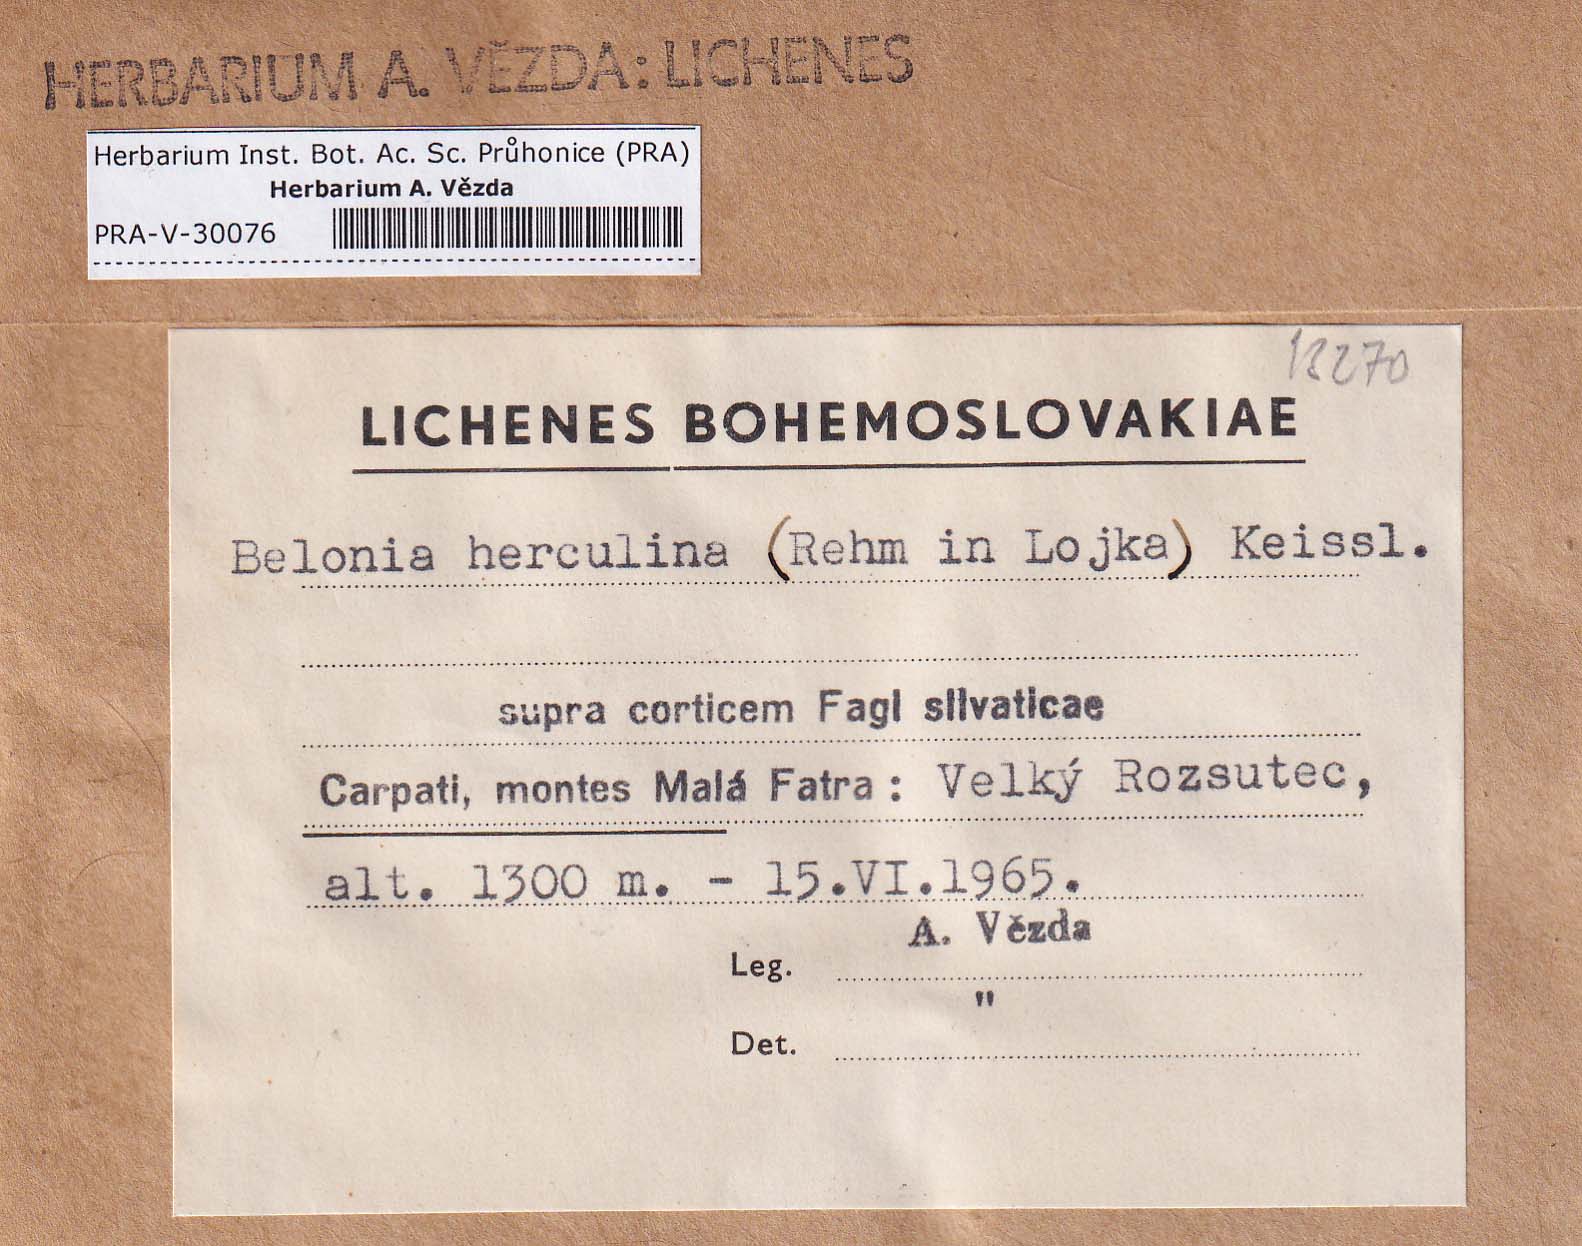 HERBARIUM A. VĚZDA: LICHENES
Herbarium Inst. Bot. Ac. Sc. Průhonice (PRA)
Herbarium A. Vězda
PRA-V-30076
13270
LICHENES BOHEMOSLOVAKIAE
Belonia herculina (Rehm in Lojka) Keissl.
supra corticem Fagi silvaticae
Carpati, montes Malá Fatra: Velký Rozsutec,
alt. 1300 m. - 15.VI.1965.
A. Vězda
Leg.
"
Det.